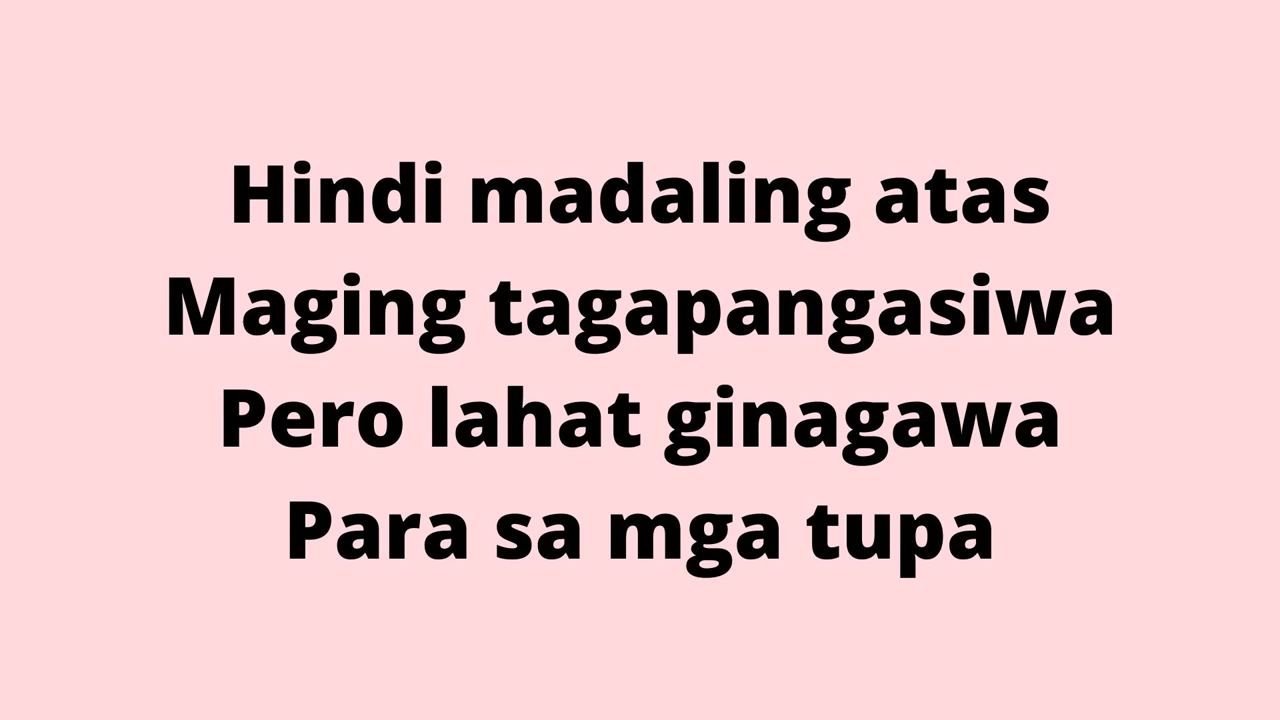 Hindi madaling atas
Maging tagapangasiwa
Pero lahat ginagawa
Para sa mga tupa